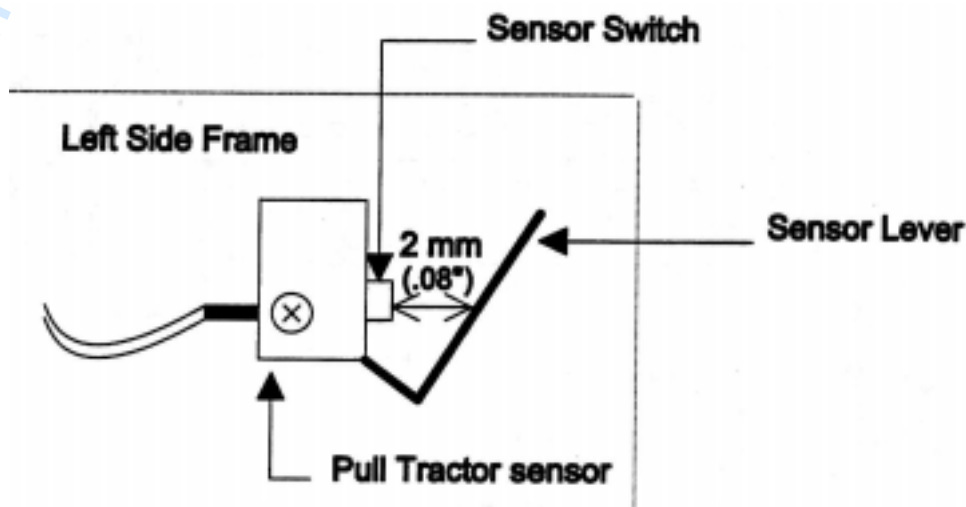 Sensor Switch
Left Side Frame
2 mm
(.08")
Sensor Lever
Pull Tractor sensor